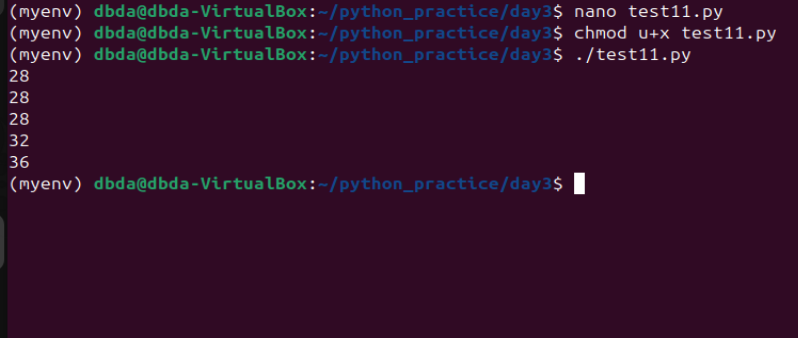 (myenv) dbda@dbda-VirtualBox:~/python_practice/day3$ nano test11.py
(myenv) dbda@dbda-VirtualBox:~/python_practice/day3$ chmod u+x test11.py
(myenv) dbda@dbda-VirtualBox:~/python_practice/day3$ ./test11.py
28
28
28
32
36
(myenv) dbda@dbda-VirtualBox:~/python_practice/day3$